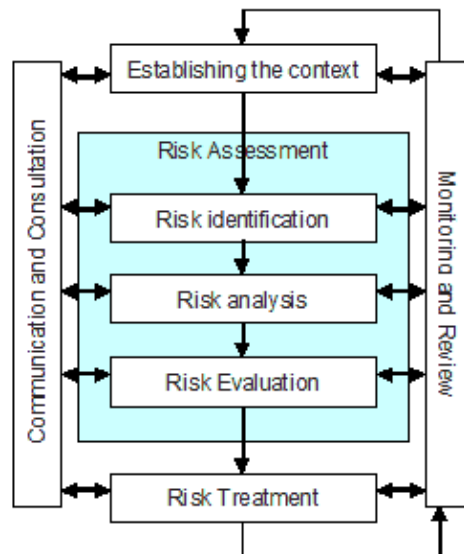 Establishing the context
Communication and Consultation
Risk Assessment
Risk identification
Risk analysis
Risk Evaluation
Monitoring and Review
Risk Treatment